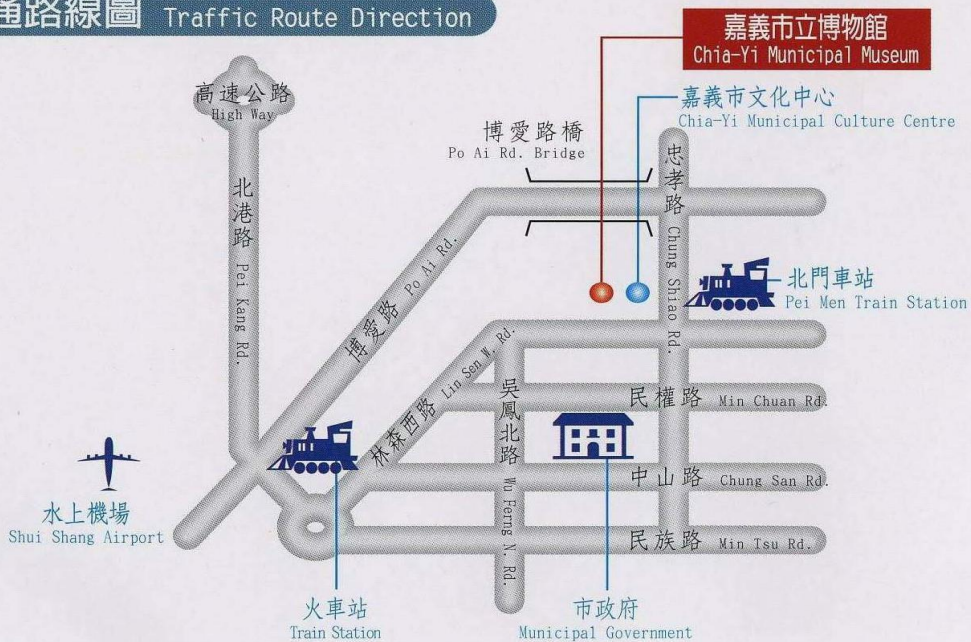 通路線圖 Traffic Route Direction
嘉義市立博物館
Chia-Yi Municipal Museum
高速公路
High Way
嘉義市文化中心
Chia-Yi Municipal Culture Centre
博愛路橋
Po Ai Rd. Bridge
忠孝路 Chung Shiao Rd.
北港路 Pei Kang Rd.
博愛路 Po Ai Rd.
北門車站
Pei Men Train Station
林森西路 Lin Sen W. Rd.
吳鳳北路 Wu Ferng N. Rd.
民權路 Min Chuan Rd.
中山路 Chung San Rd.
民族路 Min Tsu Rd.
水上機場
Shui Shang Airport
火車站
Train Station
市政府
Municipal Government